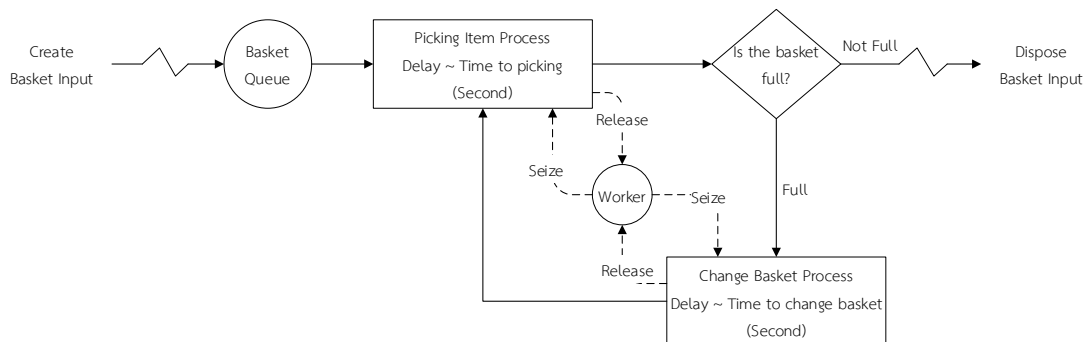 Create
Basket Input
Basket
Queue
Picking Item Process
Delay ~ Time to picking
(Second)
Is the basket
full?
Not Full
Dispose
Basket Input
Release
Seize
Worker
Seize
Full
Release
Change Basket Process
Delay ~ Time to change basket
(Second)